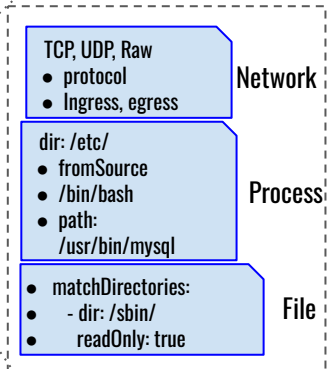 TCP, UDP, Raw
● protocol
● Ingress, egress
Network
dir: /etc/
● fromSource
● /bin/bash
● path:
/usr/bin/mysql
Process
● matchDirectories:
● - dir: /sbin/
● readOnly: true
File